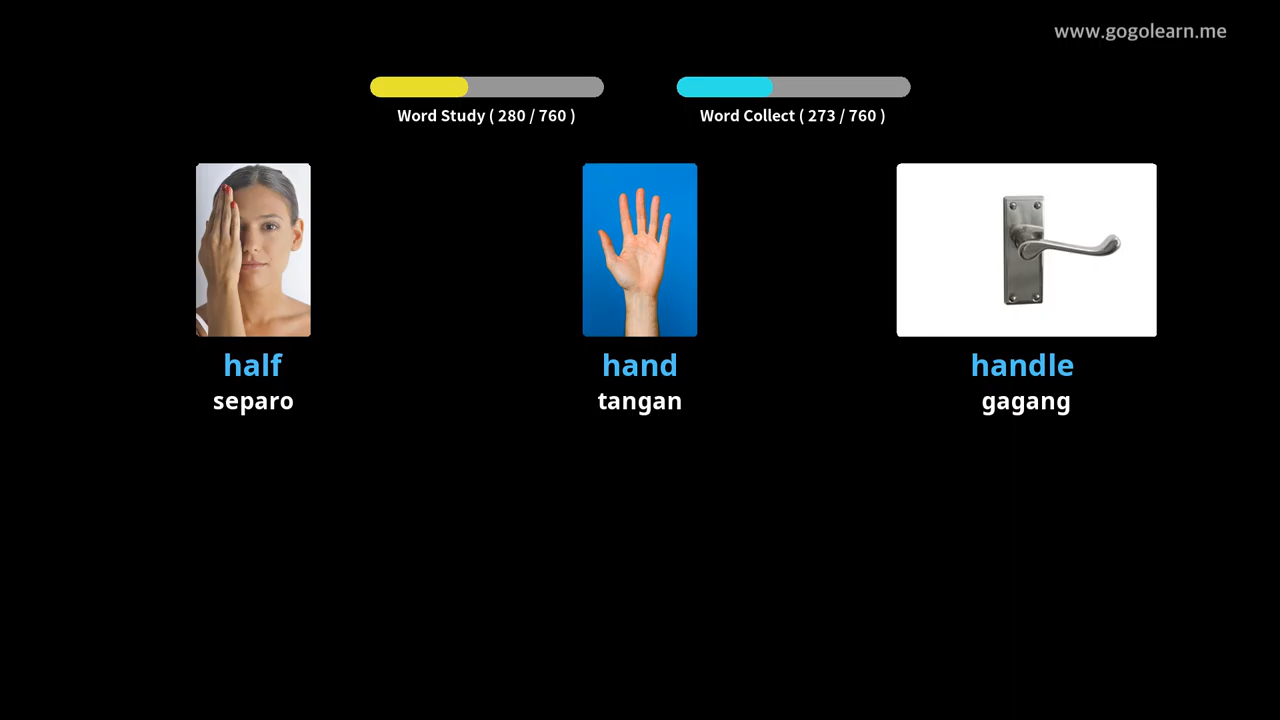 www.gogolearn.me
Word Study ( 280 / 760 )
Word Collect ( 273 / 760 )
half
separo
hand
tangan
handle
gagang